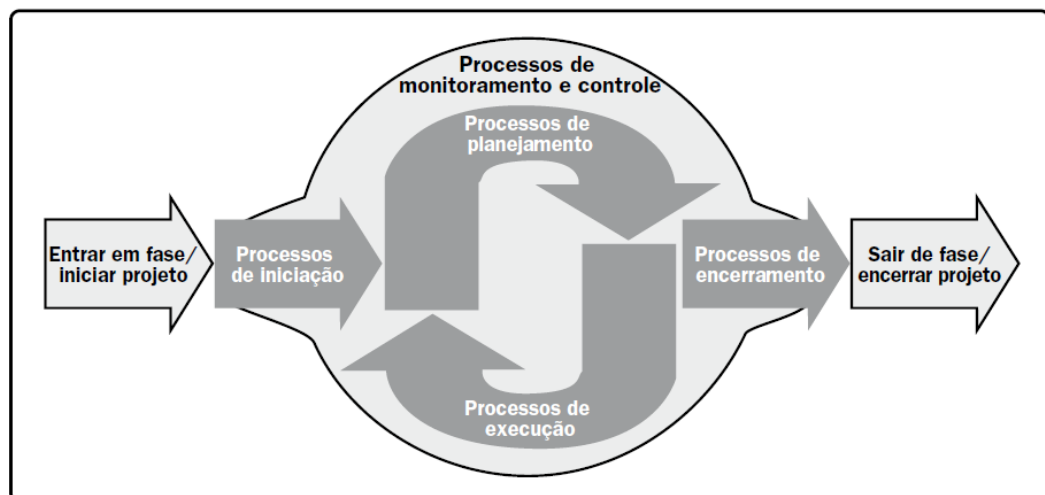 Processos de
monitoramento e controle
Processos de
planejamento
Entrar em fase/
iniciar projeto
Processos
de iniciação
Processos de
encerramento
Sair de fase/
encerrar projeto
Processos de
execução